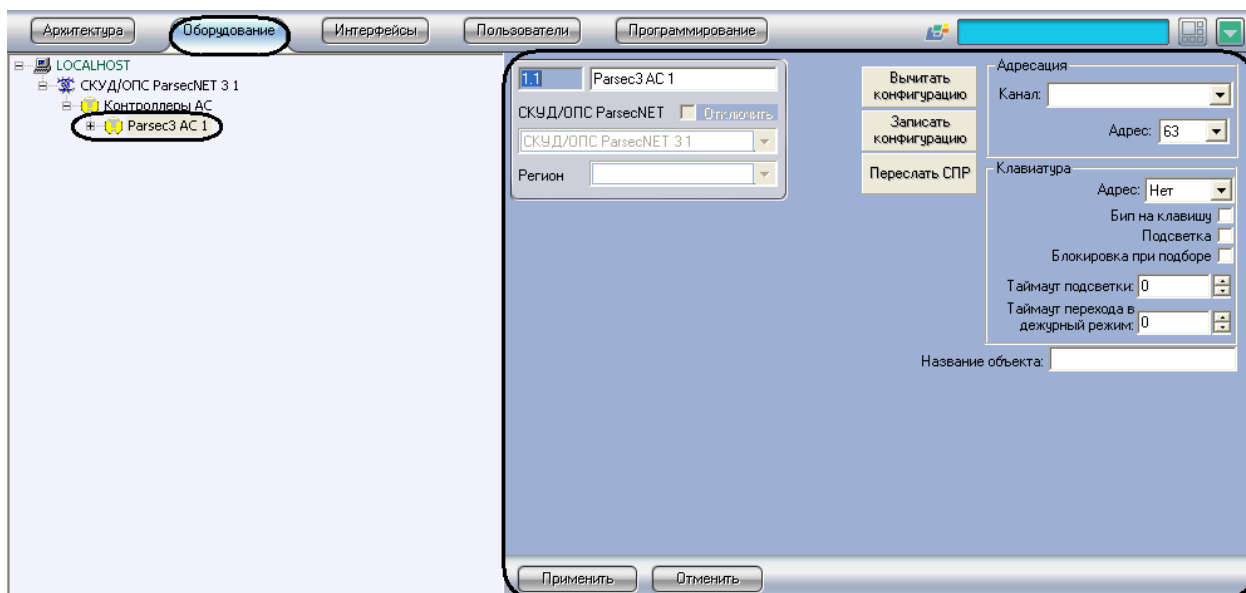 Архитектура Оборудование Интерфейсы Пользователи Программирование
LOCALHOST
СКУД/ОПС ParsecNET 3 1
Контроллеры AC
Parsec3 AC 1
1.1 Parsec3 AC 1
СКУД/ОПС ParsecNET Отключить
СКУД/ОПС ParsecNET 3 1
Регион
Вычитать
конфигурацию
Записать
конфигурацию
Переслать СПР
Адресация
Канал:
Адрес: 63
Клавиатура
Адрес: Нет
Бип на клавишу
Подсветка
Блокировка при подборе
Таймаут подсветки: 0
Таймаут перехода в
дежурный режим: 0
Название объекта:
Применить Отменить